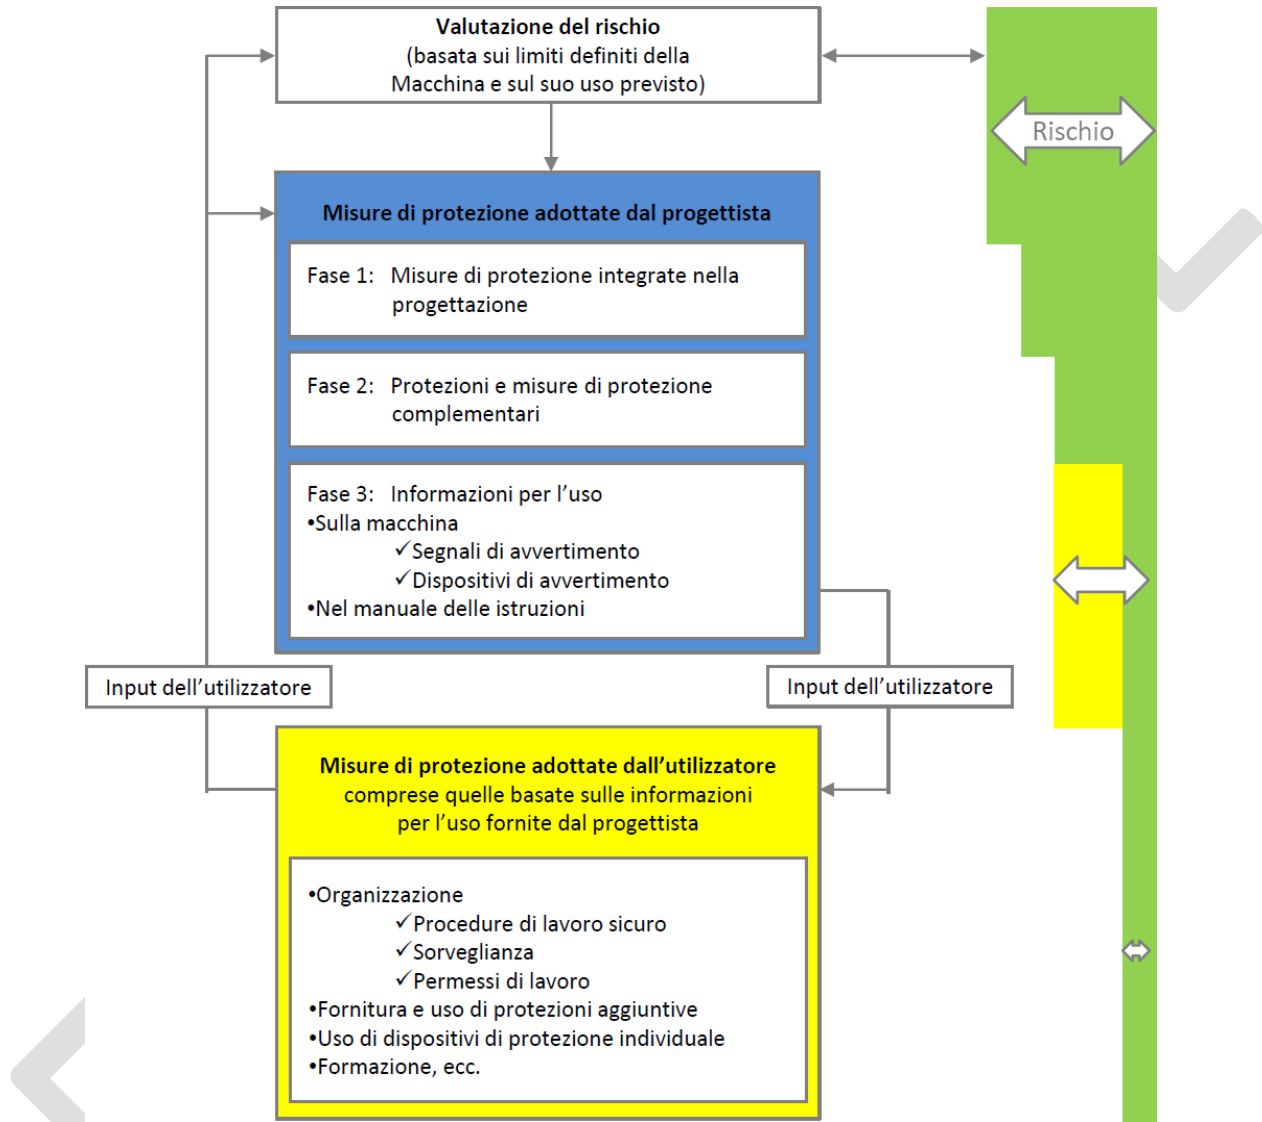 Valutazione del rischio
(basata sui limiti definiti della
Macchina e sul suo uso previsto)
Rischio
Misure di protezione adottate dal progettista
Fase 1: Misure di protezione integrate nella
progettazione
Fase 2: Protezioni e misure di protezione
complementari
Fase 3: Informazioni per l’uso
•Sulla macchina
✓Segnali di avvertimento
✓Dispositivi di avvertimento
•Nel manuale delle istruzioni
Input dell’utilizzatore
Input dell’utilizzatore
Misure di protezione adottate dall’utilizzatore
comprese quelle basate sulle informazioni
per l’uso fornite dal progettista
•Organizzazione
✓Procedure di lavoro sicuro
✓Sorveglianza
✓Permessi di lavoro
•Fornitura e uso di protezioni aggiuntive
•Uso di dispositivi di protezione individuale
•Formazione, ecc.